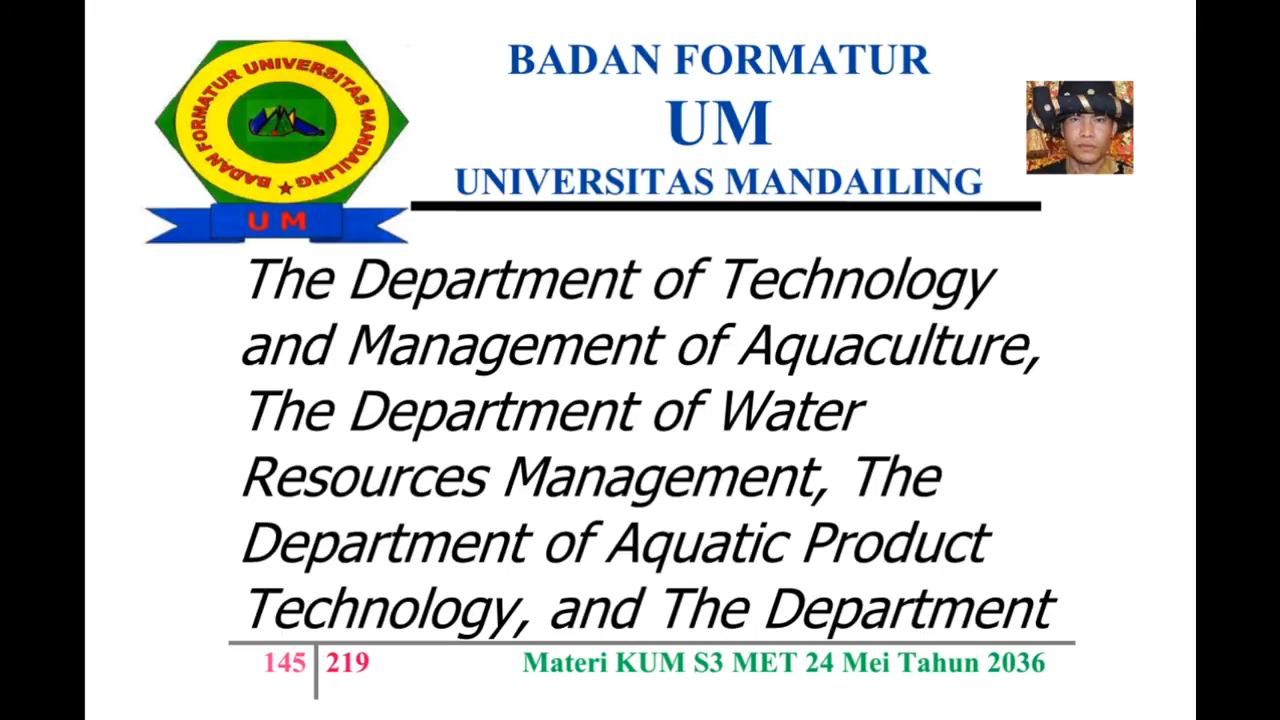 BADAN FORMATUR UNIVERSITAS MANDAILING
U M
BADAN FORMATUR
UM
UNIVERSITAS MANDAILING
The Department of Technology
and Management of Aquaculture,
The Department of Water
Resources Management, The
Department of Aquatic Product
Technology, and The Department
145 219 Materi KUM S3 MET 24 Mei Tahun 2036